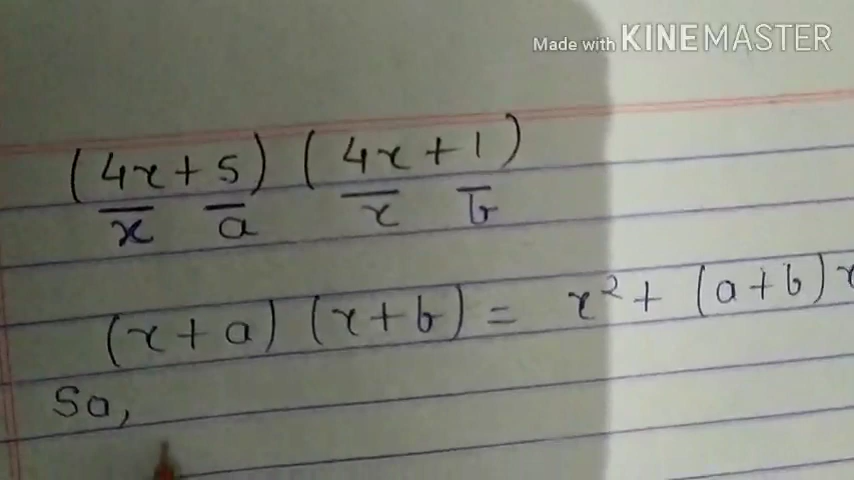 Made with KINEMASTER
(4x + 5) (4x + 1)
x a x b
(x + a) (x + b) = x² + (a + b) x
So,